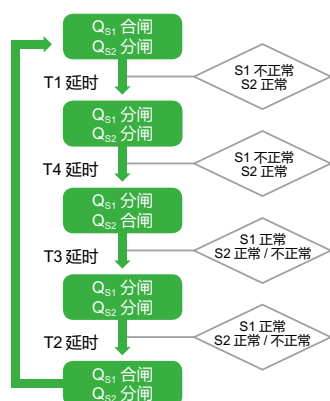 QS1 合闸
QS2 分闸
T1 延时
S1 不正常
S2 正常
QS1 分闸
QS2 分闸
T4 延时
S1 不正常
S2 正常
QS1 分闸
QS2 合闸
T3 延时
S1 正常
S2 正常 / 不正常
QS1 分闸
QS2 分闸
T2 延时
S1 正常
S2 正常 / 不正常
QS1 合闸
QS2 分闸